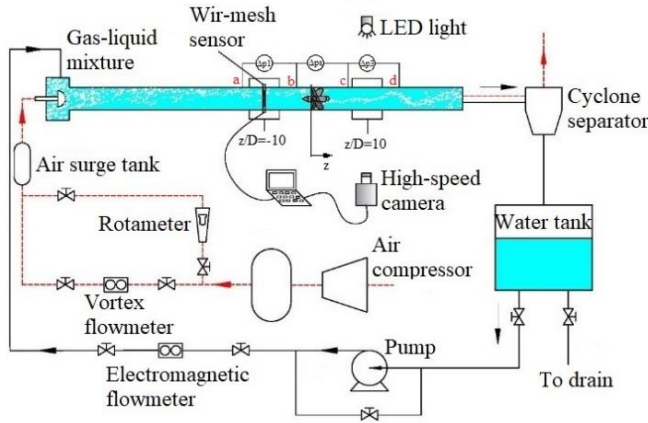 Wir-mesh
sensor
LED light
Gas-liquid
mixture
a
Δp1
b
c
Δp3
d
z/D=-10
z/D=10
z
Cyclone
separator
Air surge tank
High-speed
camera
Rotameter
Water tank
Air
compressor
Vortex
flowmeter
Pump
Electromagnetic
flowmeter
To drain